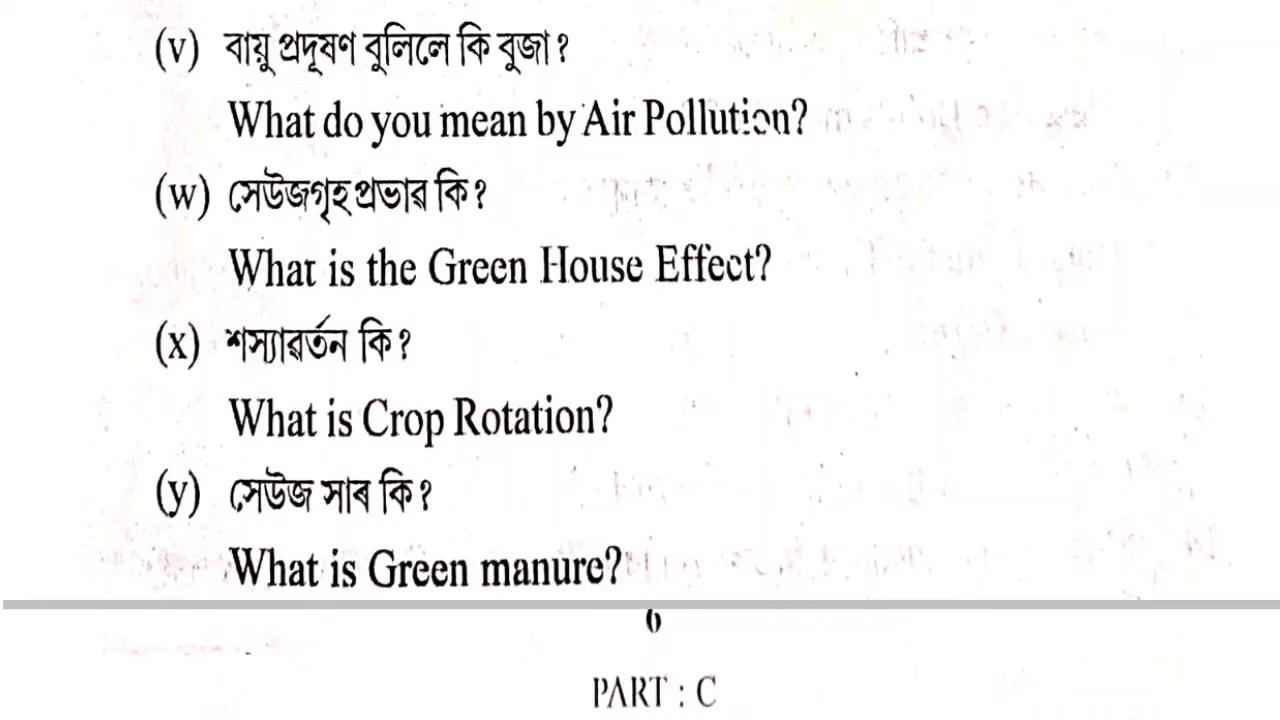 (v) বায়ু প্ৰদূষণ বুলিলে কি বুজা?
What do you mean by Air Pollution?
(w) সেউজগৃহ প্ৰভাৱ কি?
What is the Green House Effect?
(x) শস্যাৱৰ্তন কি?
What is Crop Rotation?
(y) সেউজ সাৰ কি?
What is Green manure?
6
PART : C